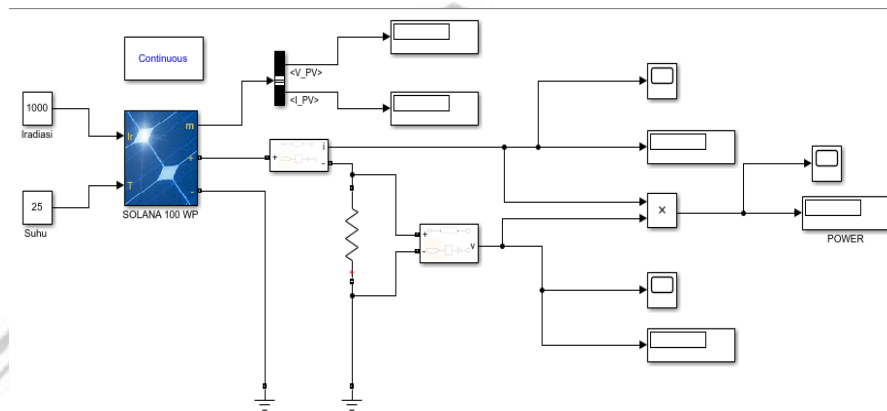 Continuous
<V_PV>
<I_PV>
1000
Iradiasi
Ir
m
+
T
-
SOLANA 100 WP
25
Suhu
+
i
-
+
-
v
×
POWER